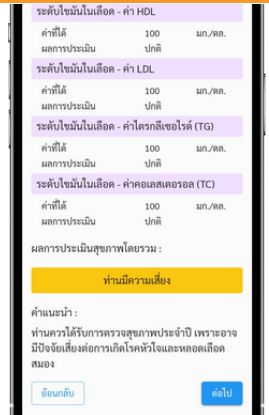 ระดับไขมันในเลือด - ค่า HDL
ค่าที่ได้ 100 มก./ดล.
ผลการประเมิน ปกติ
ระดับไขมันในเลือด - ค่า LDL
ค่าที่ได้ 100 มก./ดล.
ผลการประเมิน ปกติ
ระดับไขมันในเลือด - ค่าไตรกลีเซอไรด์ (TG)
ค่าที่ได้ 100 มก./ดล.
ผลการประเมิน ปกติ
ระดับไขมันในเลือด - ค่าคอเลสเตอรอล (TC)
ค่าที่ได้ 100 มก./ดล.
ผลการประเมิน ปกติ
ผลการประเมินสุขภาพโดยรวม :
ท่านมีความเสี่ยง
คำแนะนำ :
ท่านควรได้รับการตรวจสุขภาพประจำปี เพราะอาจ
มีปัจจัยเสี่ยงต่อการเกิดโรคหัวใจและหลอดเลือด
สมอง
ย้อนกลับ ต่อไป